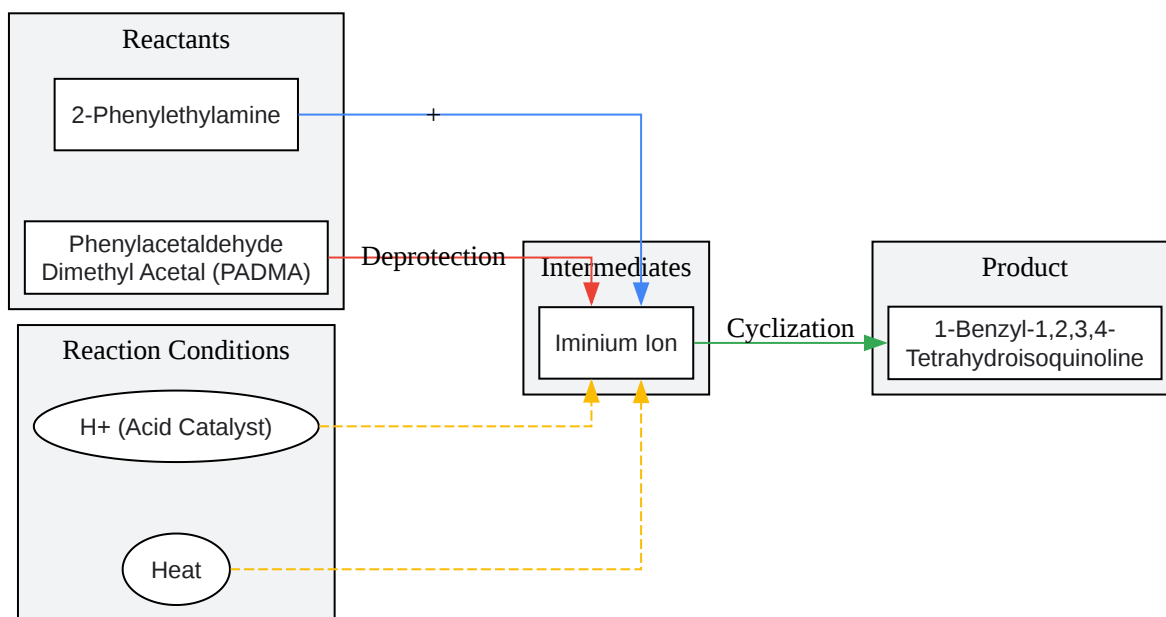 Reactants
2-Phenylethylamine
+
Phenylacetaldehyde
Dimethyl Acetal (PADMA)
Deprotection
Intermediates
Iminium Ion
Cyclization
Product
1-Benzyl-1,2,3,4-
Tetrahydroisoquinoline
Reaction Conditions
H+ (Acid Catalyst)
Heat